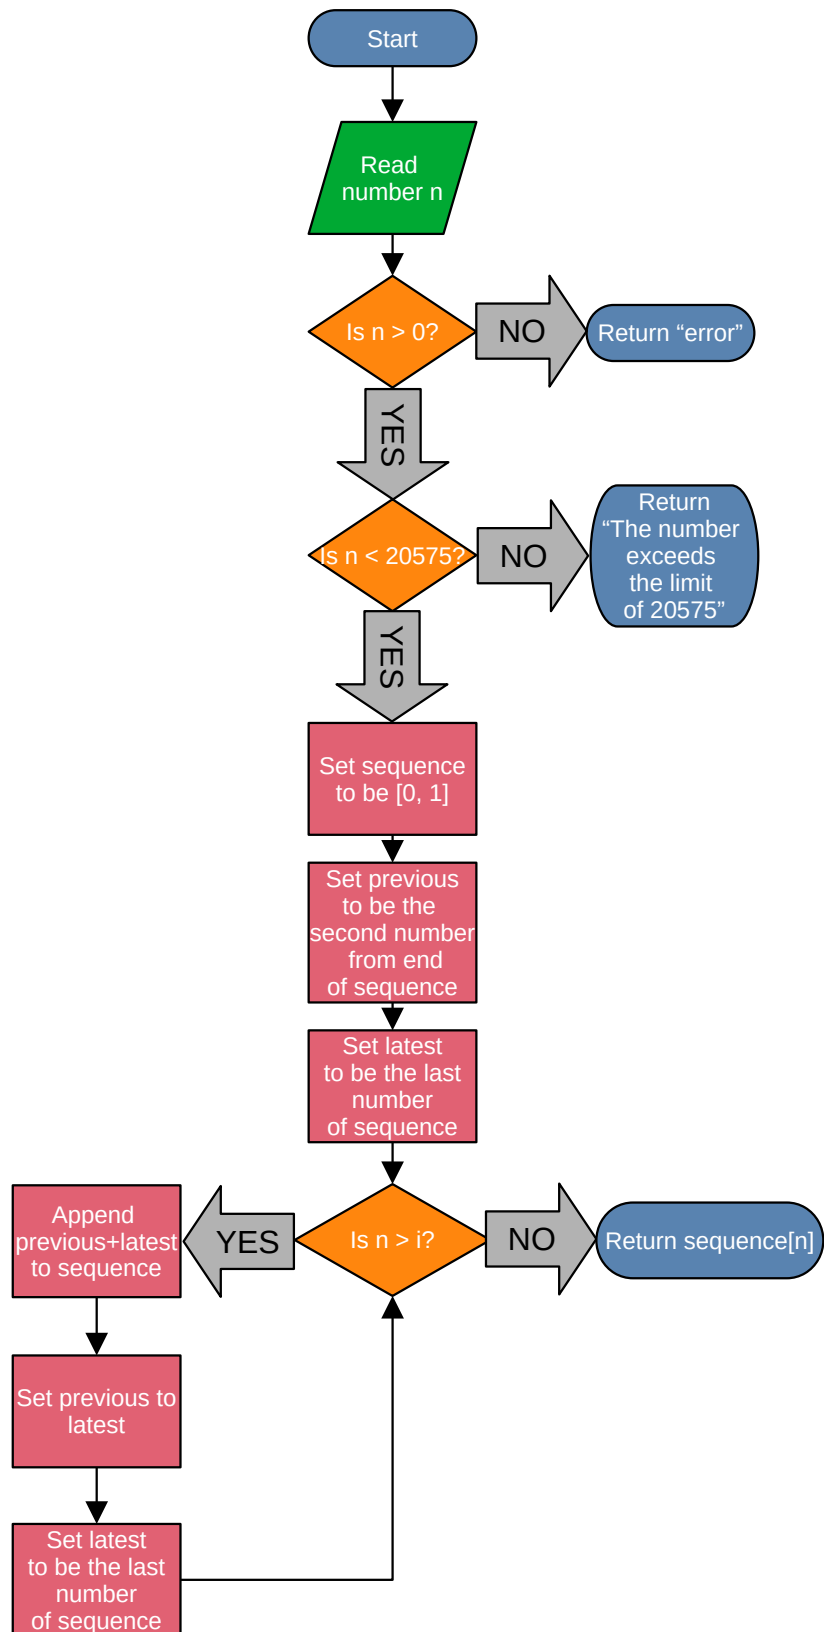 Start
Read
number n
Is n > 0?
NO
Return “error”
YES
Is n < 20575?
NO
Return
“The number
exceeds
the limit
of 20575”
YES
Set sequence
to be [0, 1]
Set previous
to be the
second number
from end
of sequence
Set latest
to be the last
number
of sequence
Is n > i?
NO
Return sequence[n]
YES
Append
previous+latest
to sequence
Set previous to
latest
Set latest
to be the last
number
of sequence